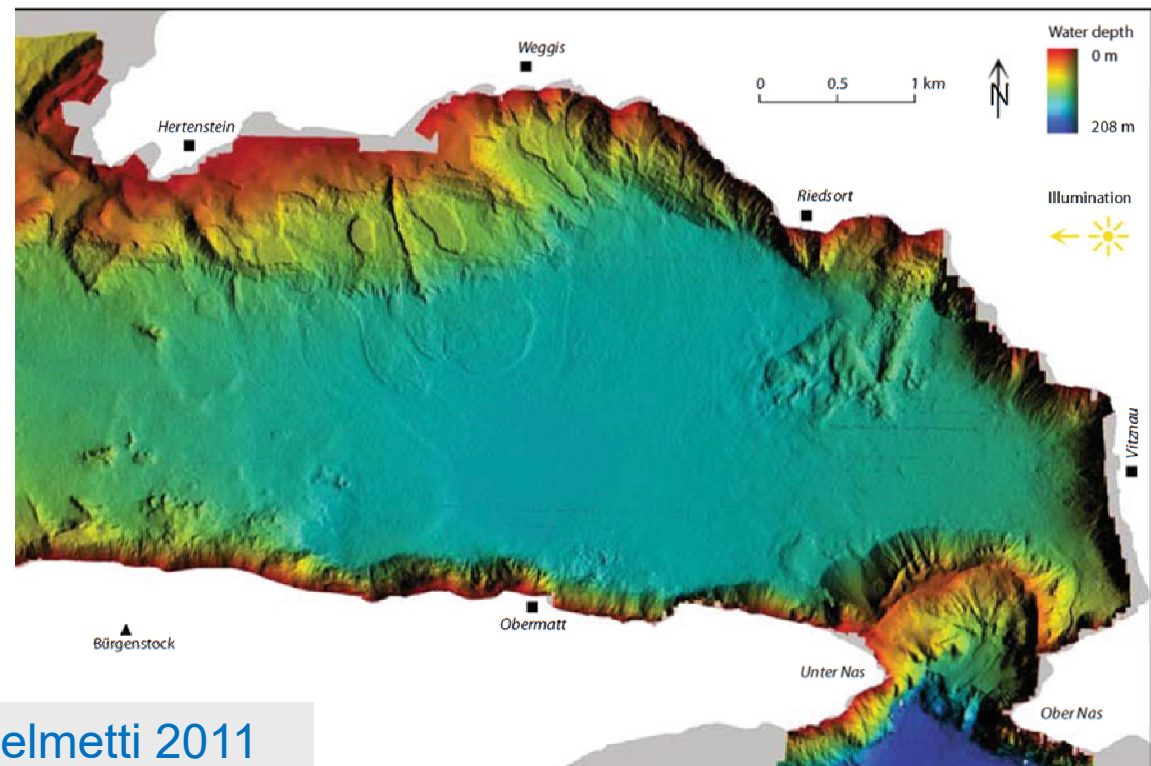 Water depth
0 m
208 m
0 0.5 1 km
N
Weggis
Hertenstein
Riedsort
Illumination
Vitznau
Obermatt
Bürgenstock
Unter Nas
Ober Nas
elmetti 2011